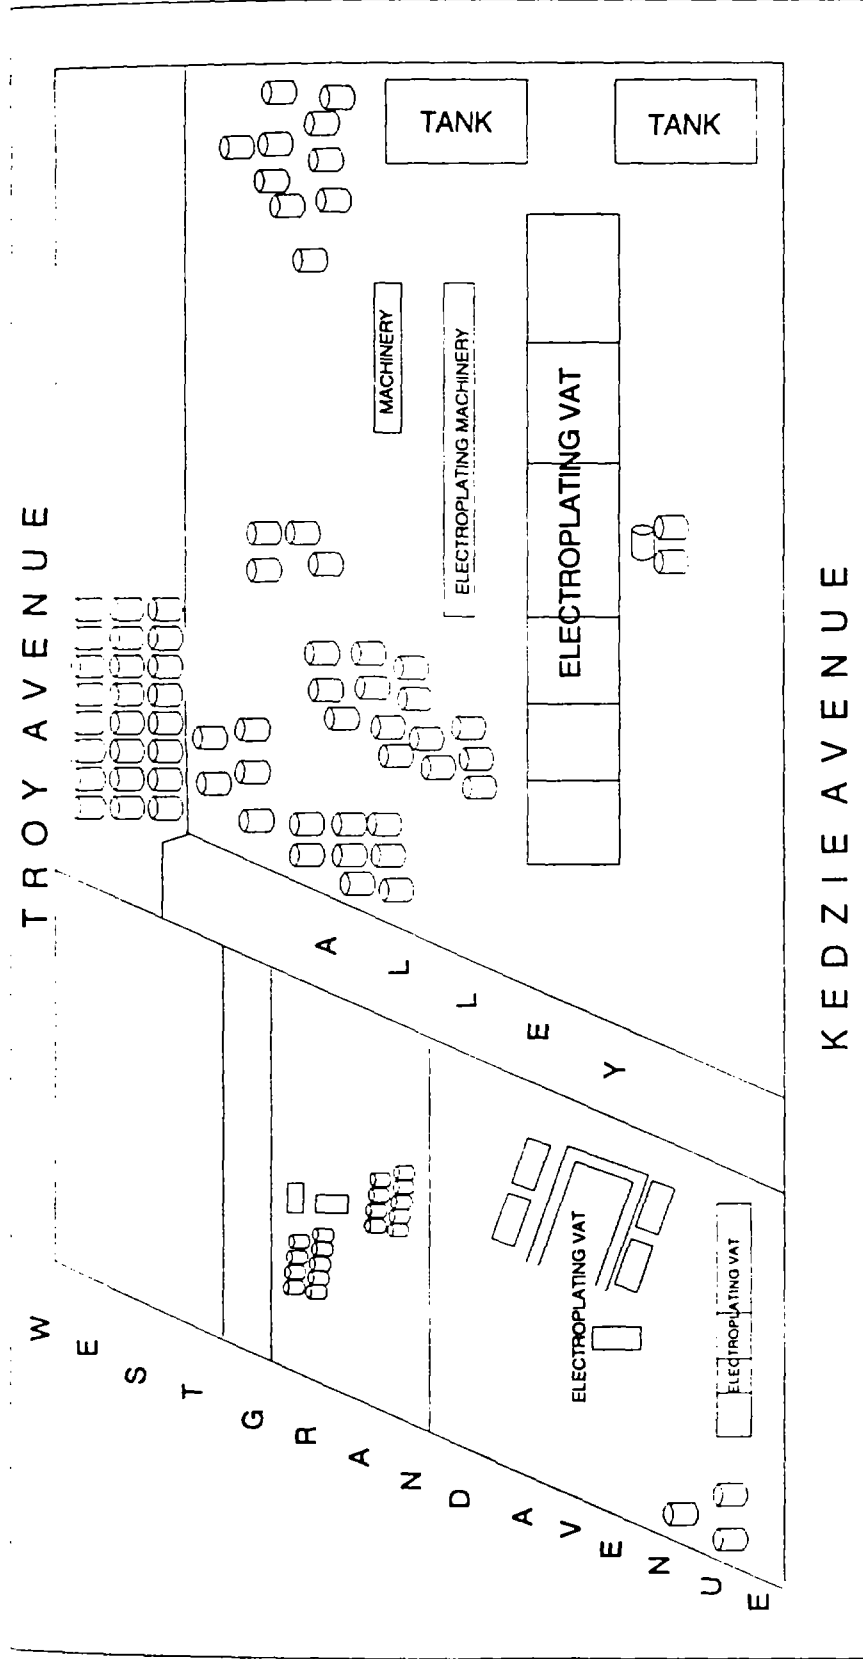 TROY AVENUE
TANK
TANK
MACHINERY
ELECTROPLATING MACHINERY
ELECTROPLATING VAT
ALLEY
ELECTROPLATING VAT
ELECTROPLATING VAT
WEST GRAND AVENUE
KEDZIE AVENUE